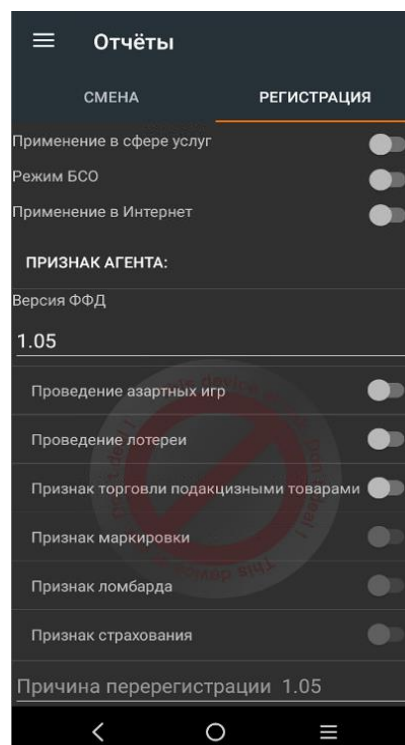 Отчёты
СМЕНА
РЕГИСТРАЦИЯ
Применение в сфере услуг
Режим БСО
Применение в Интернет
ПРИЗНАК АГЕНТА:
Версия ФФД
1.05
Проведение азартных игр
Проведение лотереи
Признак торговли подакцизными товарами
Признак маркировки
Признак ломбарда
Признак страхования
Причина перерегистрации 1.05